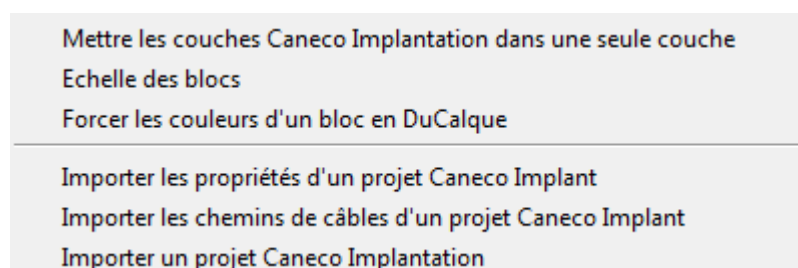 Mettre les couches Caneco Implantation dans une seule couche
Echelle des blocs
Forcer les couleurs d'un bloc en DuCalque
Importer les propriétés d'un projet Caneco Implant
Importer les chemins de câbles d'un projet Caneco Implant
Importer un projet Caneco Implantation